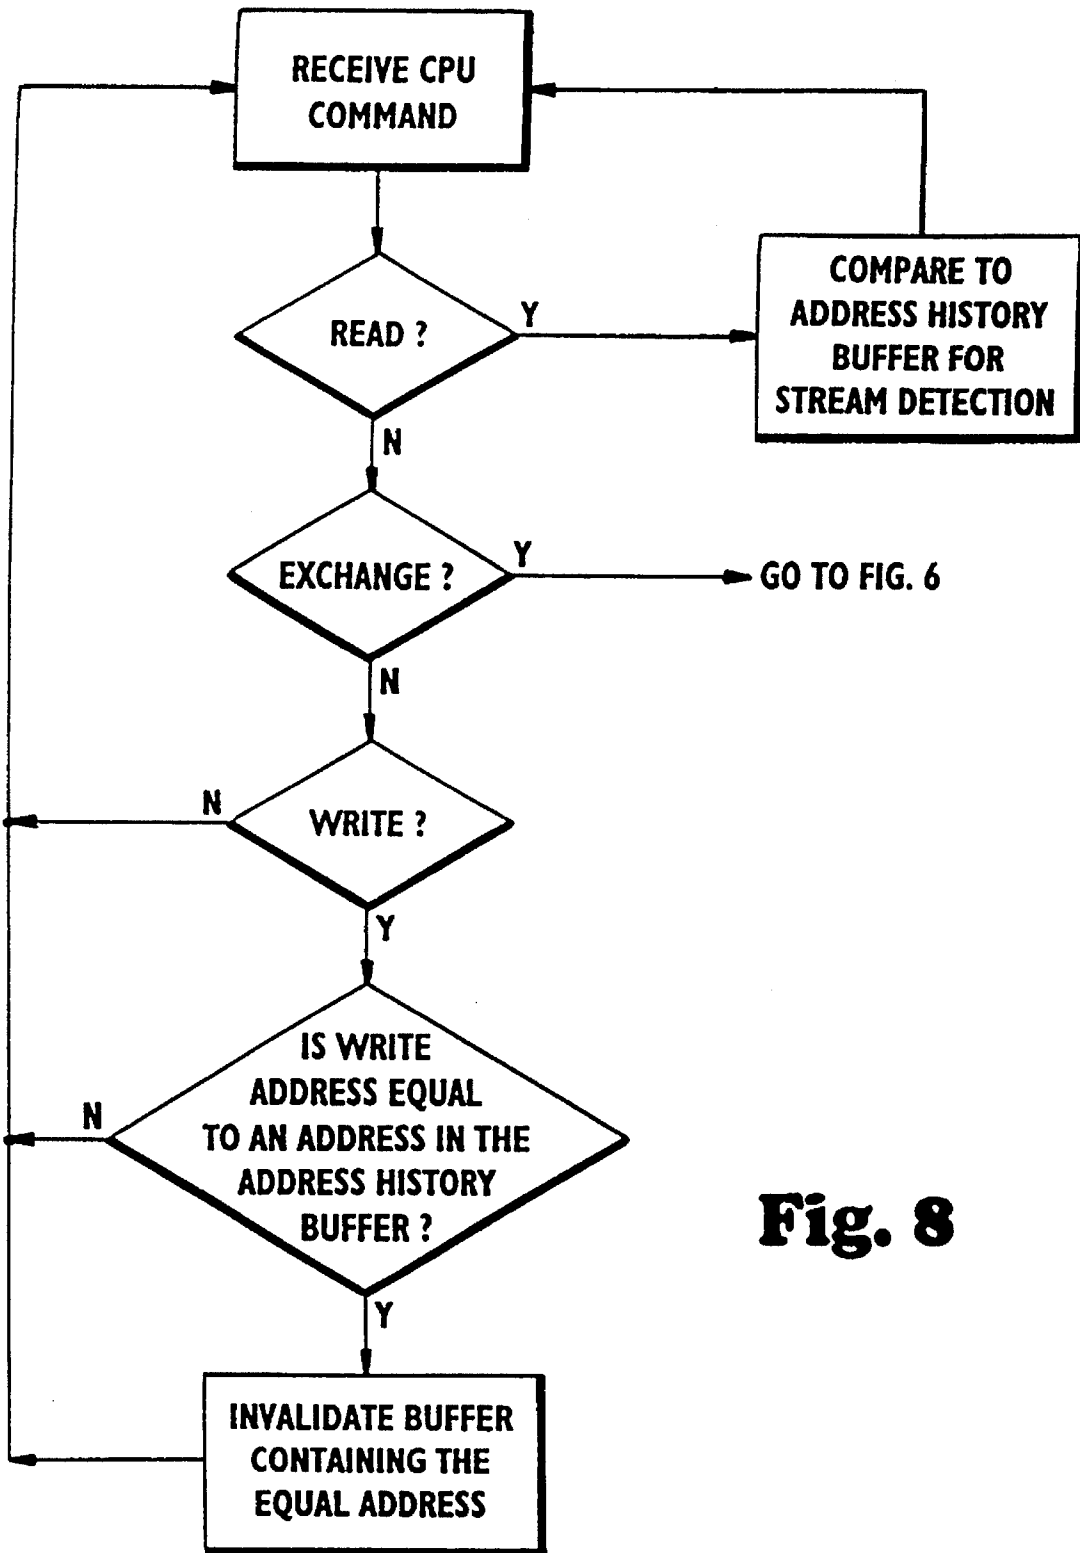 RECEIVE CPU
COMMAND
READ ?
Y
COMPARE TO
ADDRESS HISTORY
BUFFER FOR
STREAM DETECTION
N
EXCHANGE ?
Y
GO TO FIG. 6
N
WRITE ?
N
Y
IS WRITE
ADDRESS EQUAL
TO AN ADDRESS IN THE
ADDRESS HISTORY
BUFFER ?
N
Y
INVALIDATE BUFFER
CONTAINING THE
EQUAL ADDRESS
Fig. 8